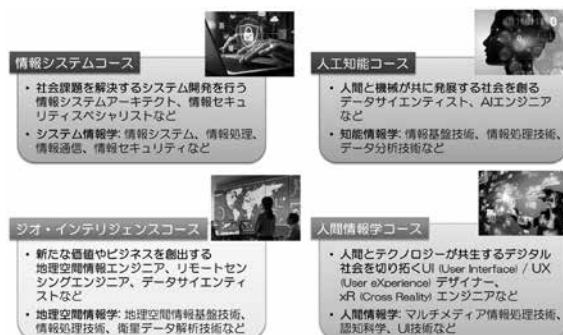 情報システムコース
• 社会課題を解決するシステム開発を行う
情報システムアーキテクト、情報セキュ
リティスペシャリストなど
• システム情報学: 情報システム、情報処理、
情報通信、情報セキュリティなど
人工知能コース
• 人間と機械が共に発展する社会を創る
データサイエンティスト、AIエンジニア
など
• 知能情報学: 情報基盤技術、情報処理技術、
データ分析技術など
ジオ・インテリジェンスコース
• 新たな価値やビジネスを創出する
地理空間情報エンジニア、リモートセン
シングエンジニア、データサイエンティ
ストなど
• 地理空間情報学: 地理空間情報基盤技術、
情報処理技術、衛星データ解析技術など
人間情報学コース
• 人間とテクノロジーが共生するデジタル
社会を切り拓くUI (User Interface) / UX
(User eXperience) デザイナー、
xR (Cross Reality) エンジニアなど
• 人間情報学: マルチメディア情報処理技術、
認知科学、UI技術など